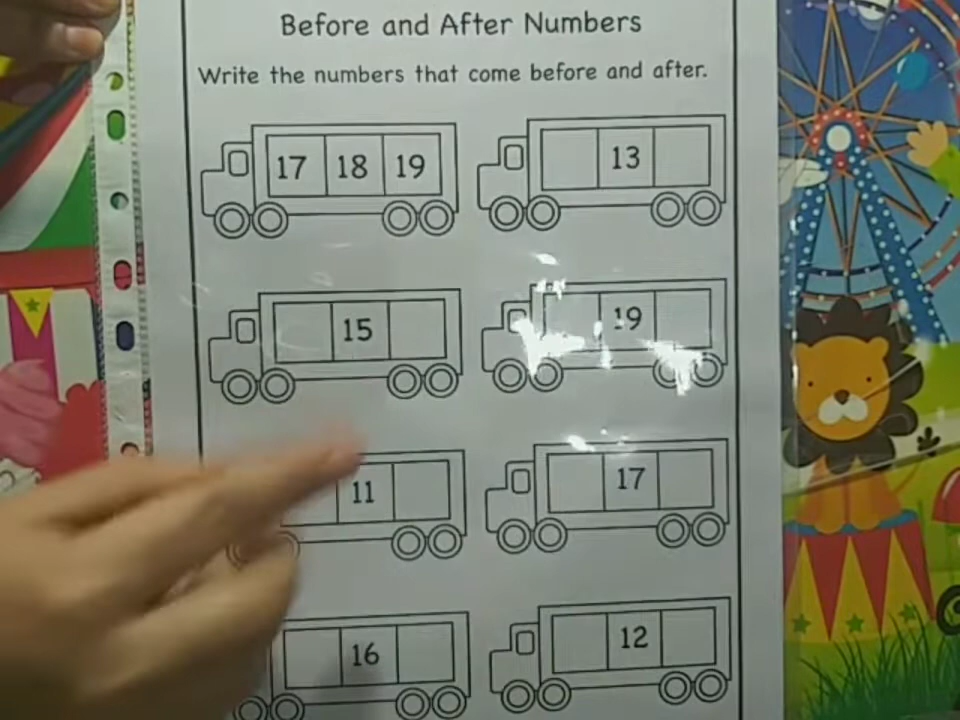 Before and After Numbers
Write the numbers that come before and after.
17 18 19
13
15
19
11
17
16
12